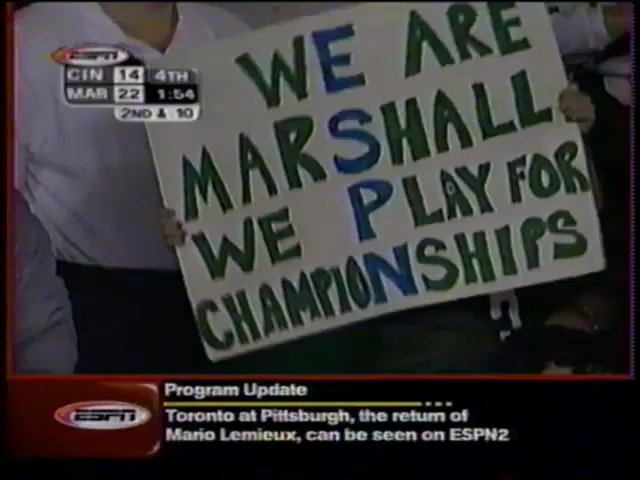 ESPN
CIN 14 4TH
MAR 22 1:54
2ND & 10
WE ARE
MARSHALL
WE PLAY FOR
CHAMPIONSHIPS
ESPN
Program Update
Toronto at Pittsburgh, the return of
Mario Lemieux, can be seen on ESPN2